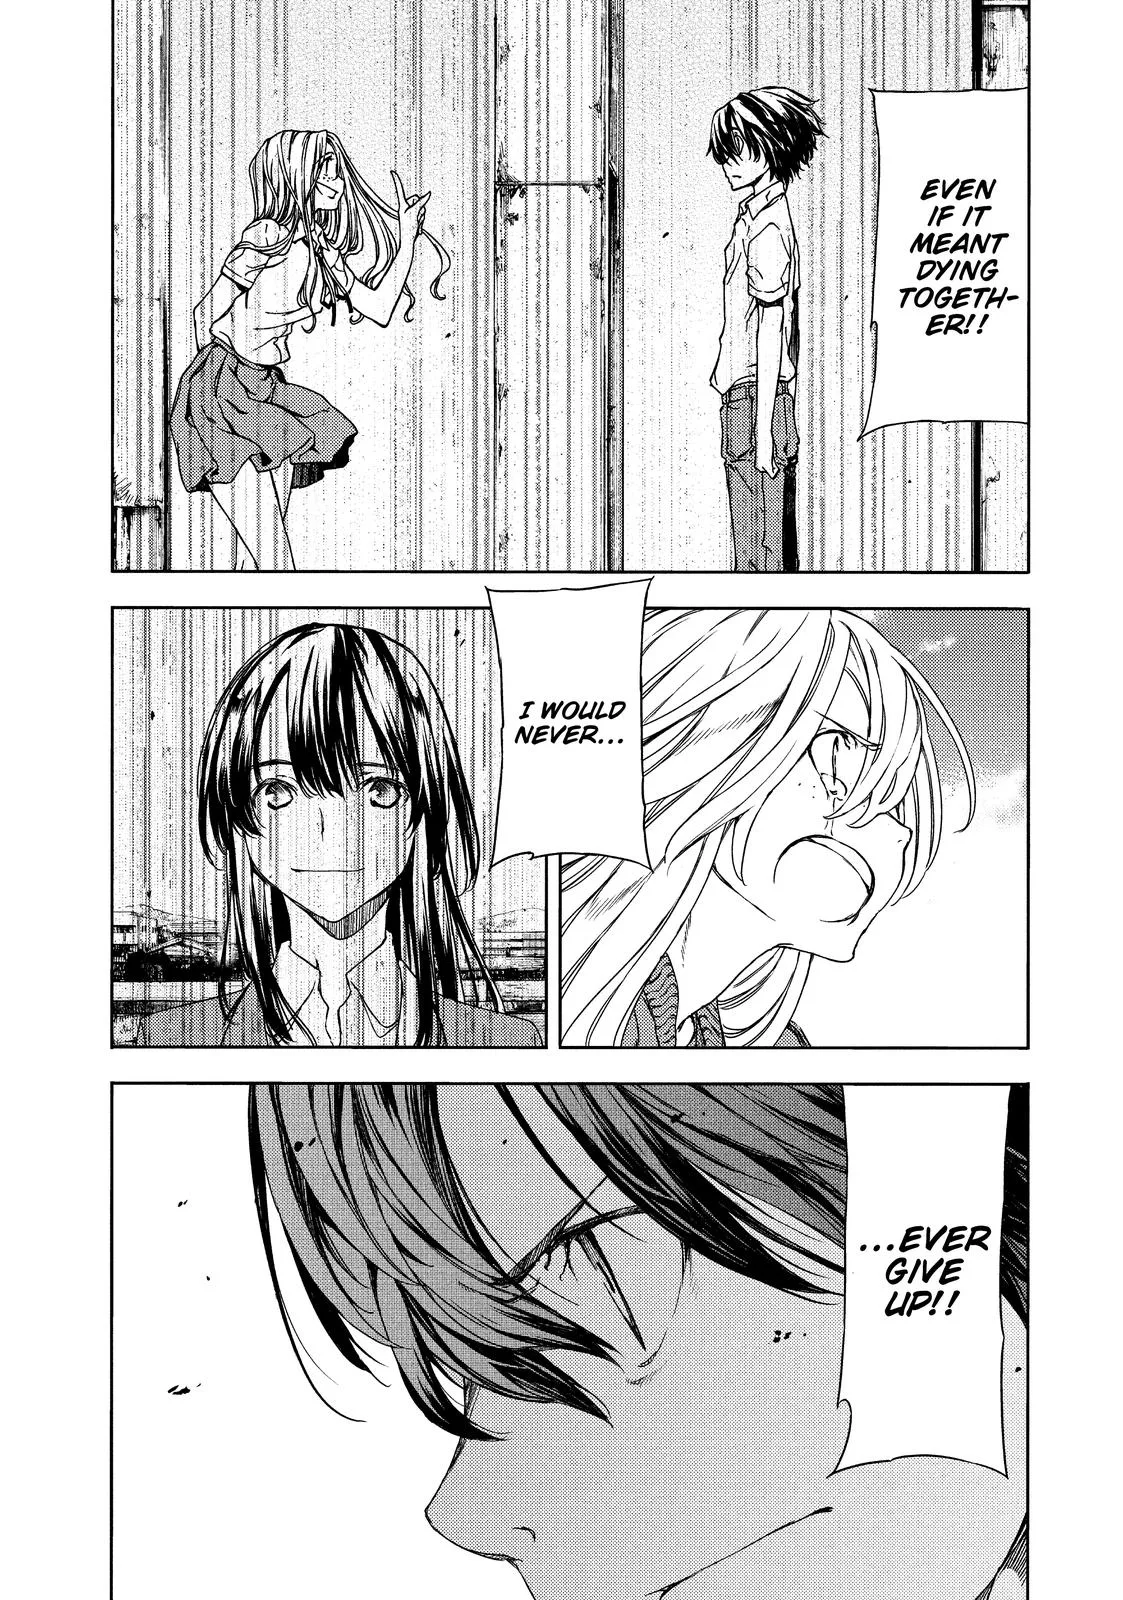 EVEN
IF IT
MEANT
DYING
TOGETH-
ER!!
I WOULD
NEVER...
...EVER
GIVE
UP!!